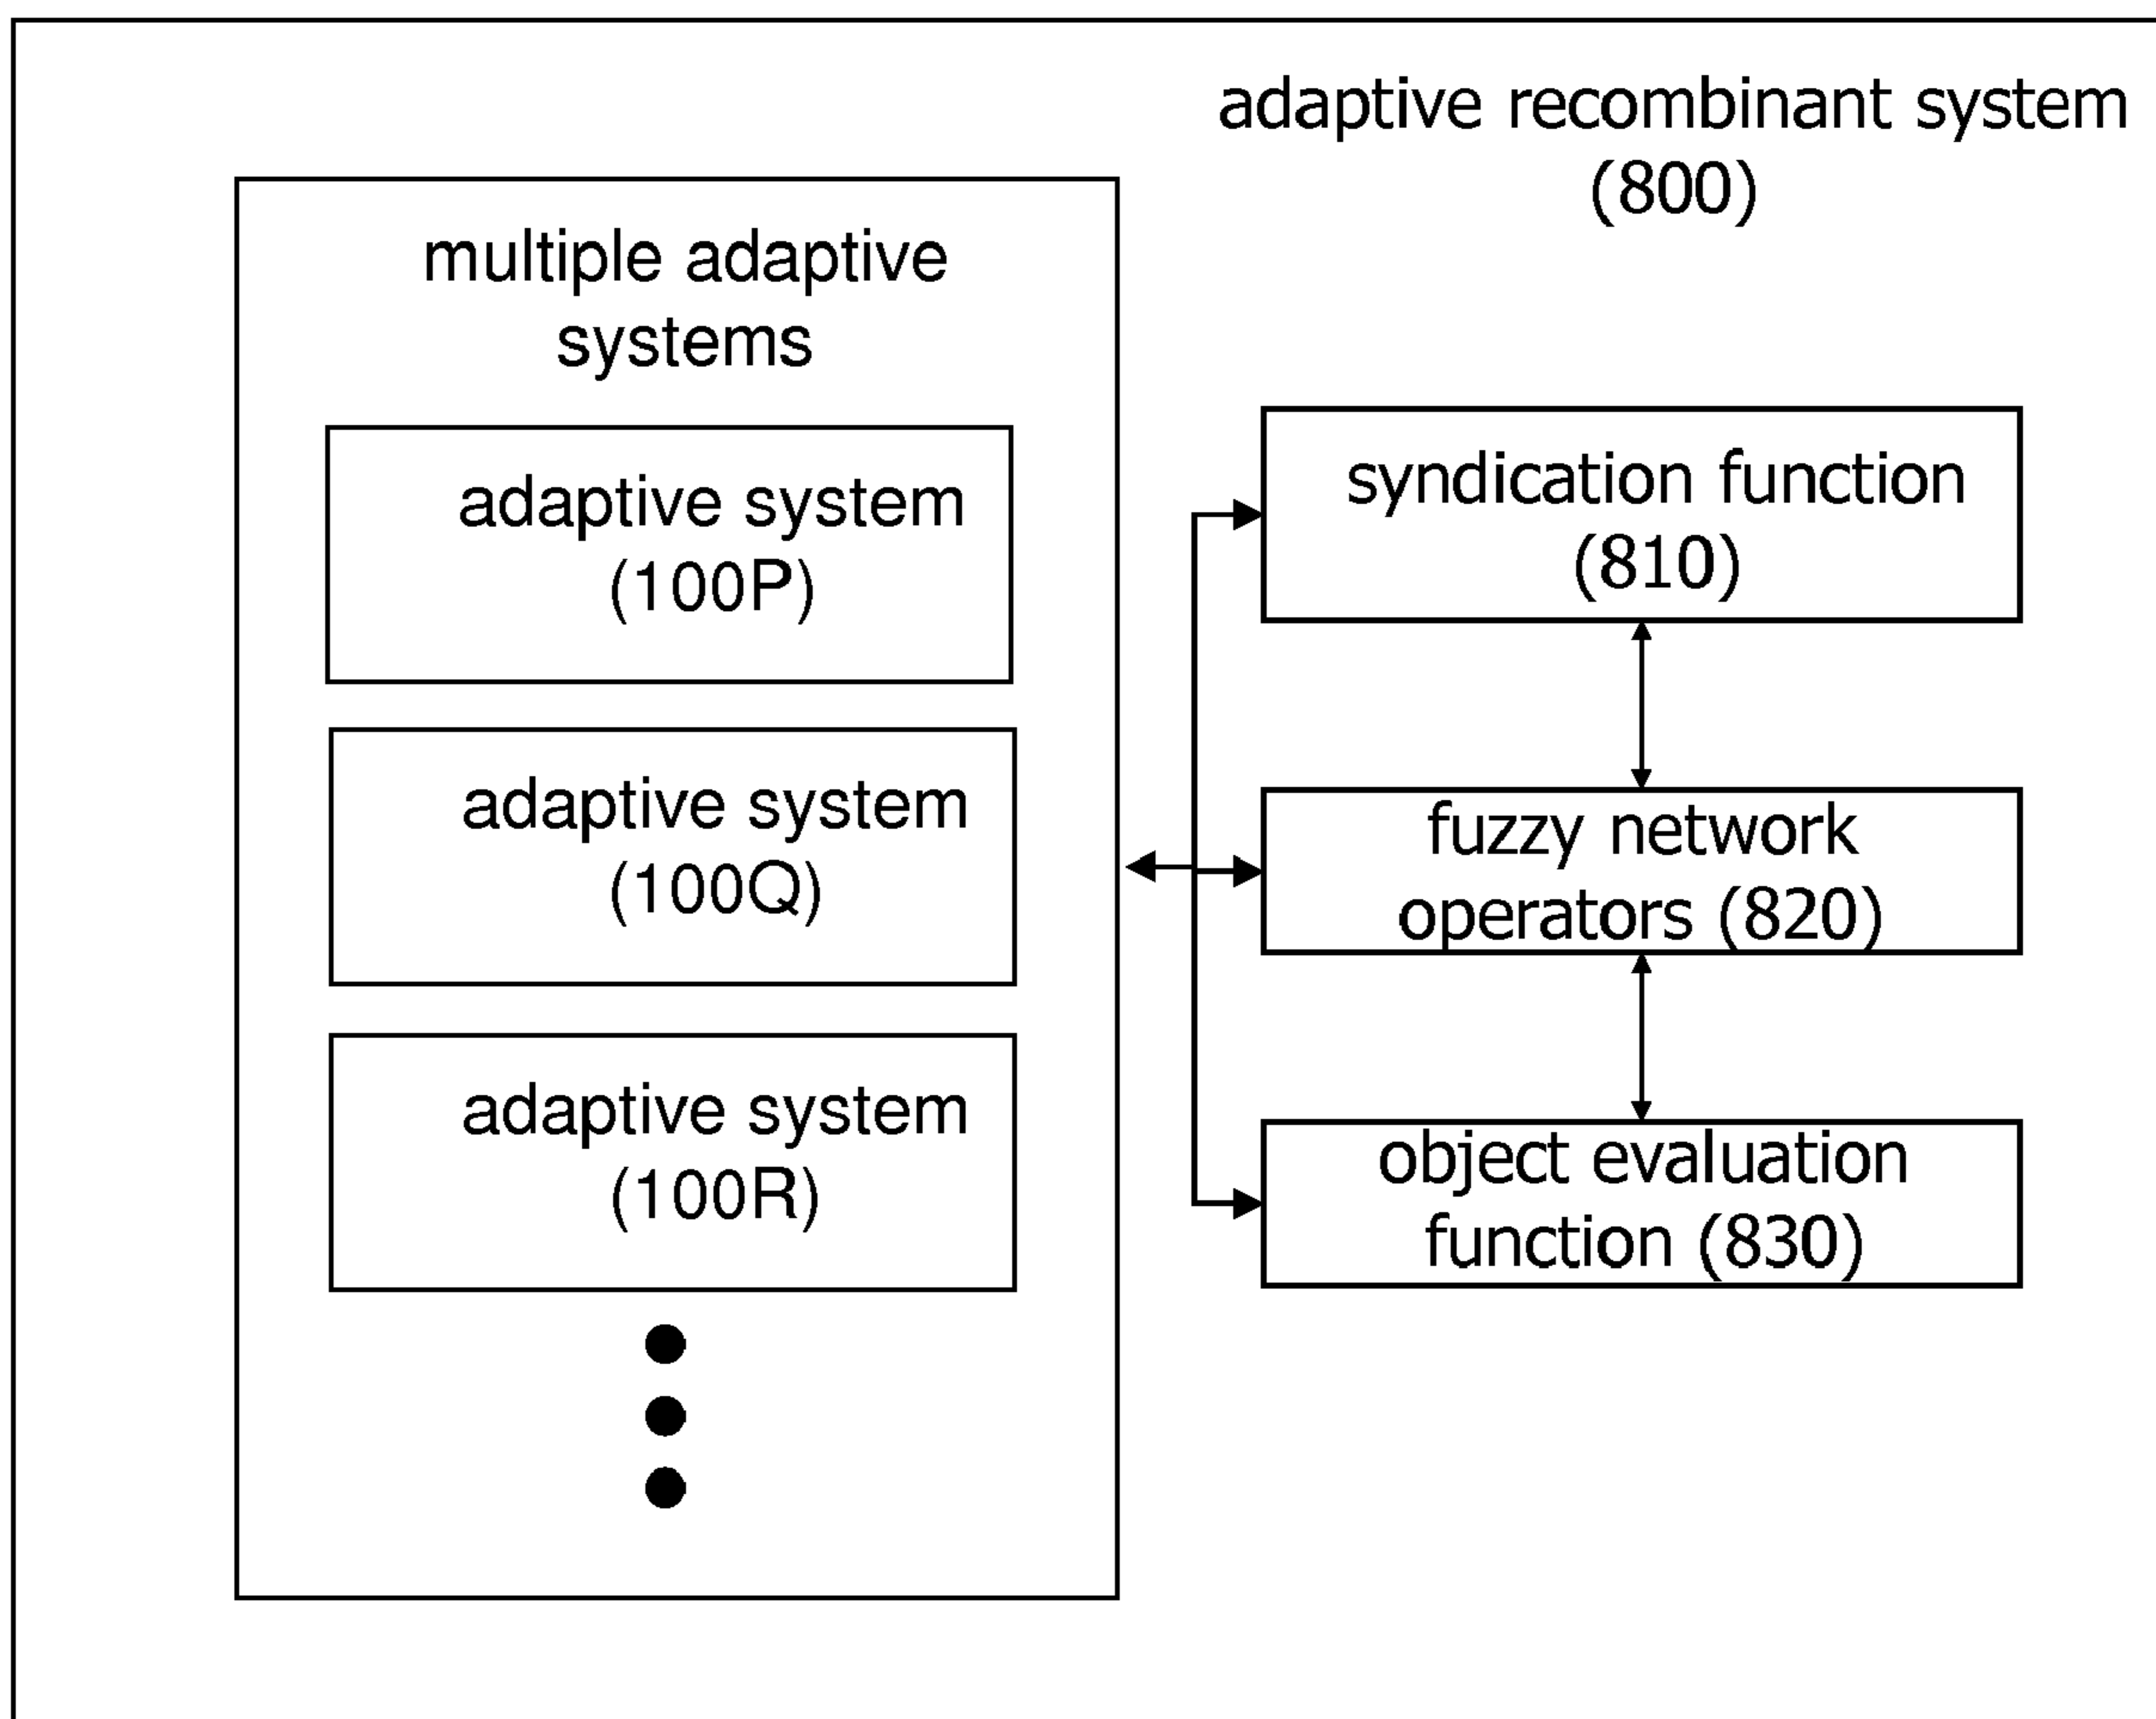 adaptive recombinant system
(800)
multiple adaptive
systems
adaptive system
(100P)
adaptive system
(100Q)
adaptive system
(100R)
syndication function
(810)
fuzzy network
operators (820)
object evaluation
function (830)